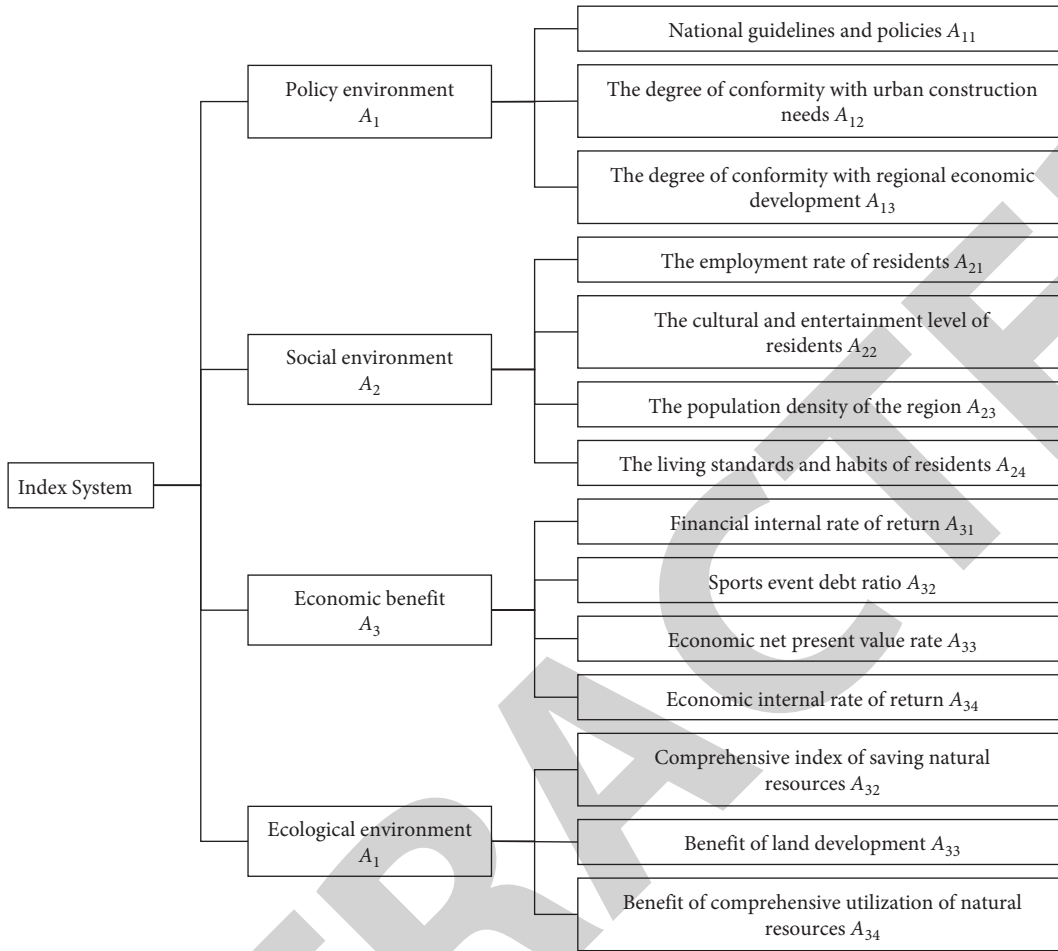 National guidelines and policies A11
Policy environment
A1
The degree of conformity with urban construction
needs A12
The degree of conformity with regional economic
development A13
The employment rate of residents A21
The cultural and entertainment level of
residents A22
Social environment
A2
The population density of the region A23
The living standards and habits of residents A24
Index System
Financial internal rate of return A31
Sports event debt ratio A32
Economic benefit
A3
Economic net present value rate A33
Economic internal rate of return A34
Comprehensive index of saving natural
resources A32
Ecological environment
A1
Benefit of land development A33
Benefit of comprehensive utilization of natural
resources A34
TRACTE